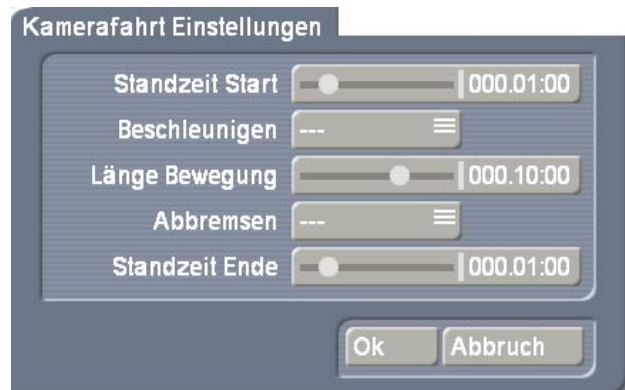 Kamerafahrt Einstellungen
Standzeit Start 000.01:00
Beschleunigen ---
Länge Bewegung 000.10:00
Abbremsen ---
Standzeit Ende 000.01:00
Ok Abbruch